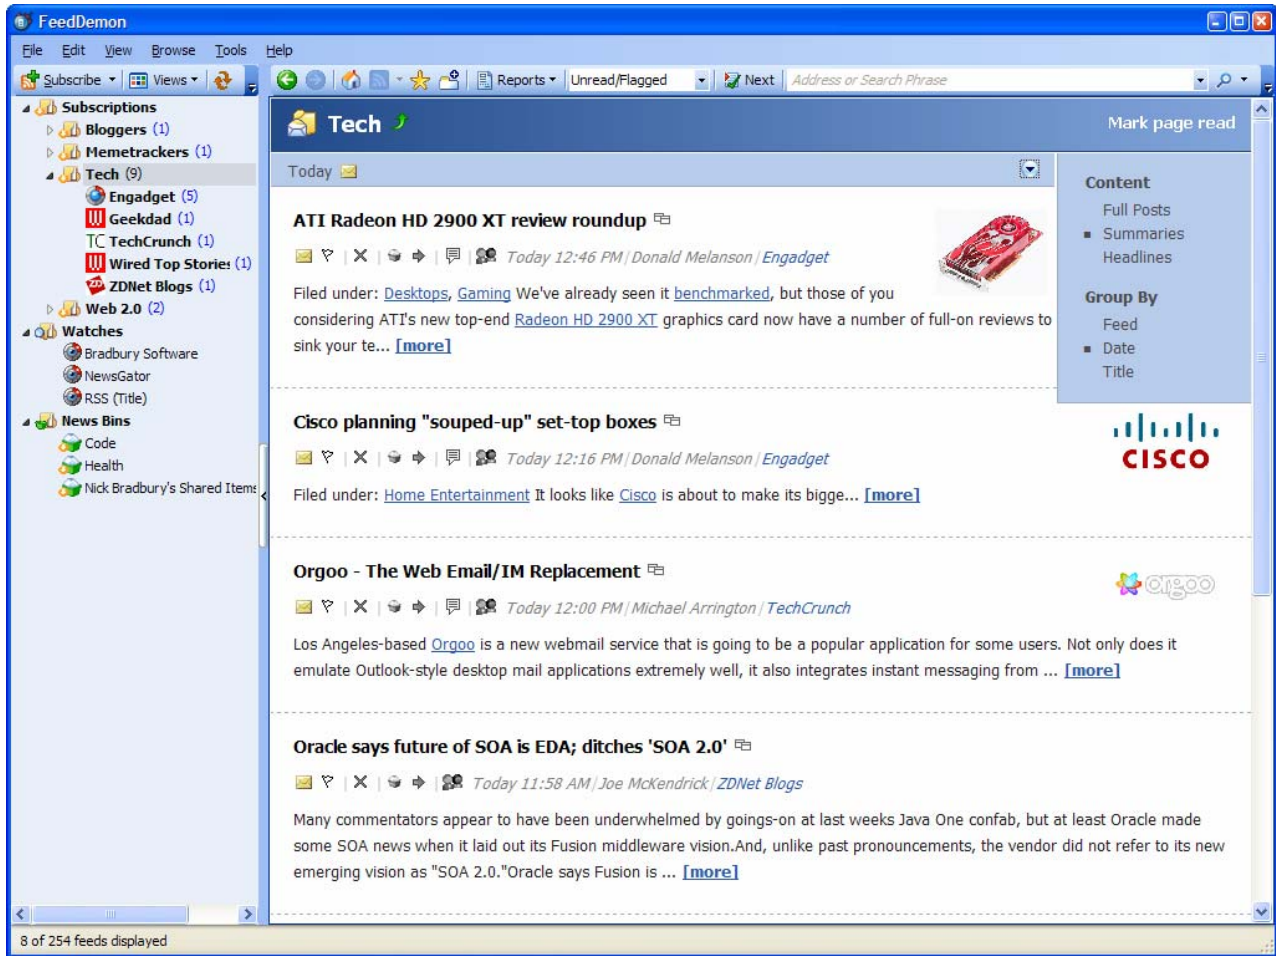 FeedDemon
File Edit View Browse Tools Help
Subscribe Views Reports Unread/Flagged Next Address or Search Phrase
Subscriptions
Bloggers (1)
Memetrackers (1)
Tech (9)
Engadget (5)
Geekdad (1)
TC TechCrunch (1)
Wired Top Stories (1)
ZDNet Blogs (1)
Web 2.0 (2)
Watches
Bradbury Software
NewsGator
RSS (Title)
News Bins
Code
Health
Nick Bradbury's Shared Items
Tech Mark page read
Today
Content
Full Posts
Summaries
Headlines
Group By
Feed
Date
Title
ATI Radeon HD 2900 XT review roundup
Today 12:46 PM | Donald Melanson | Engadget
Filed under: Desktops, Gaming We've already seen it benchmarked, but those of you
considering ATI's new top-end Radeon HD 2900 XT graphics card now have a number of full-on reviews to
sink your te... [more]
Cisco planning "souped-up" set-top boxes
Today 12:16 PM | Donald Melanson | Engadget
Filed under: Home Entertainment It looks like Cisco is about to make its bigge... [more]
CISCO
Orgoo - The Web Email/IM Replacement
Today 12:00 PM | Michael Arrington | TechCrunch
orgoo
Los Angeles-based Orgoo is a new webmail service that is going to be a popular application for some users. Not only does it
emulate Outlook-style desktop mail applications extremely well, it also integrates instant messaging from ... [more]
Oracle says future of SOA is EDA; ditches 'SOA 2.0'
Today 11:58 AM | Joe McKendrick | ZDNet Blogs
Many commentators appear to have been underwhelmed by goings-on at last weeks Java One confab, but at least Oracle made
some SOA news when it laid out its Fusion middleware vision.And, unlike past pronouncements, the vendor did not refer to its new
emerging vision as "SOA 2.0."Oracle says Fusion is ... [more]
8 of 254 feeds displayed